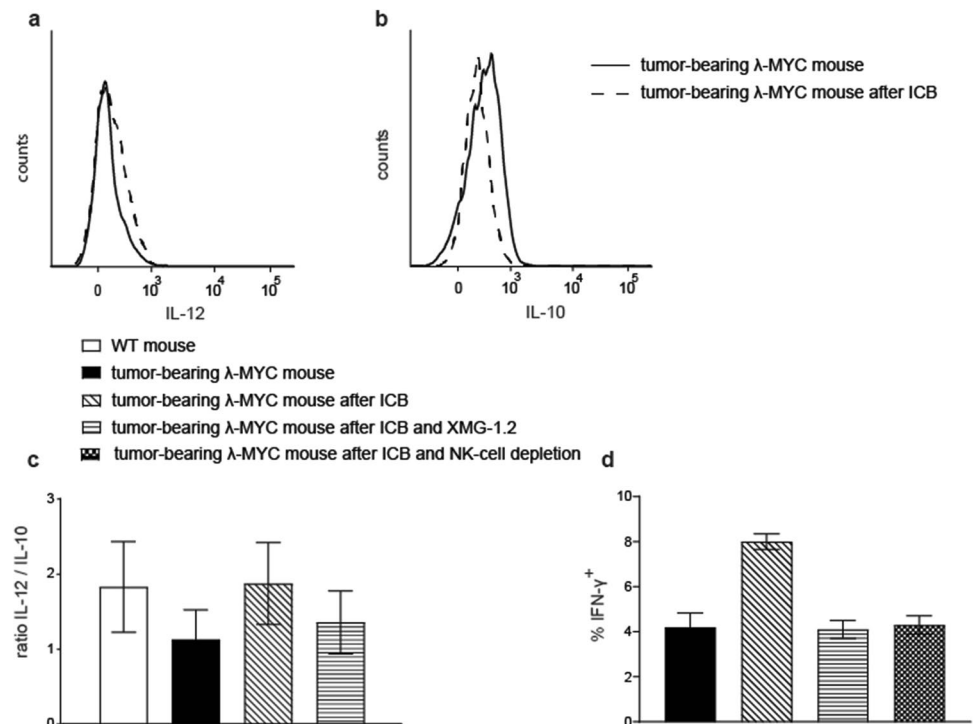 a
b
counts
0 10³ 10⁴ 10⁵
IL-12
counts
0 10³ 10⁴ 10⁵
IL-10
tumor-bearing λ-MYC mouse
tumor-bearing λ-MYC mouse after ICB
WT mouse
tumor-bearing λ-MYC mouse
tumor-bearing λ-MYC mouse after ICB
tumor-bearing λ-MYC mouse after ICB and XMG-1.2
tumor-bearing λ-MYC mouse after ICB and NK-cell depletion
c
d
ratio IL-12 / IL-10
3
2
1
0
% IFN-γ⁺
10
8
6
4
2
0